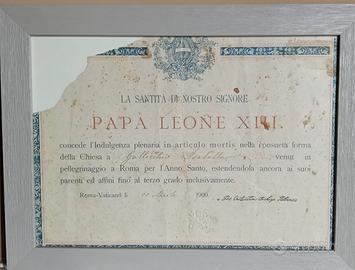 LA SANTITÀ DI NOSTRO SIGNORE
PAPA LEONE XIII
concede l'Indulgenza plenaria in articulo mortis, nella consueta forma
della Chiesa a venut in
pellegrinaggio a Roma per l'Anno Santo, estendendola ancora ai suoi
parenti ed affini fino al terzo grado inclusivamente.
Roma-Vaticano li 1900
subito